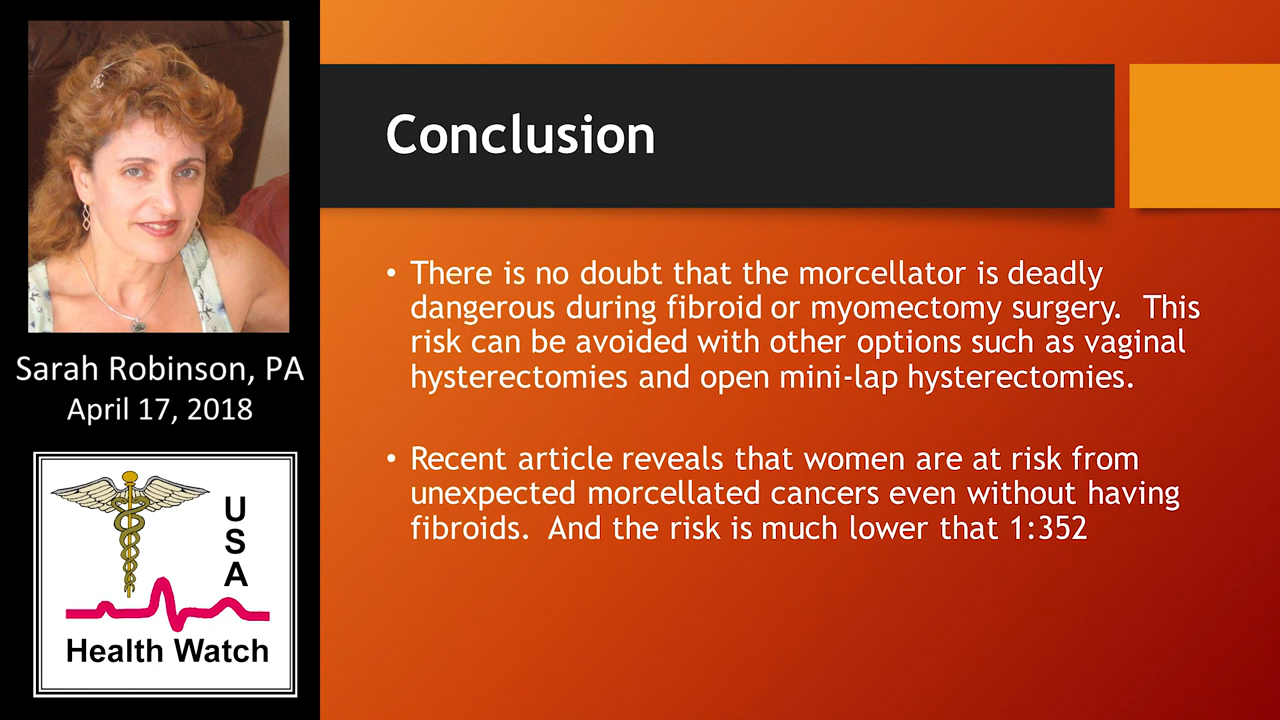 Sarah Robinson, PA
April 17, 2018
USA
Health Watch
Conclusion
• There is no doubt that the morcellator is deadly
dangerous during fibroid or myomectomy surgery.  This
risk can be avoided with other options such as vaginal
hysterectomies and open mini-lap hysterectomies.
• Recent article reveals that women are at risk from
unexpected morcellated cancers even without having
fibroids.  And the risk is much lower that 1:352